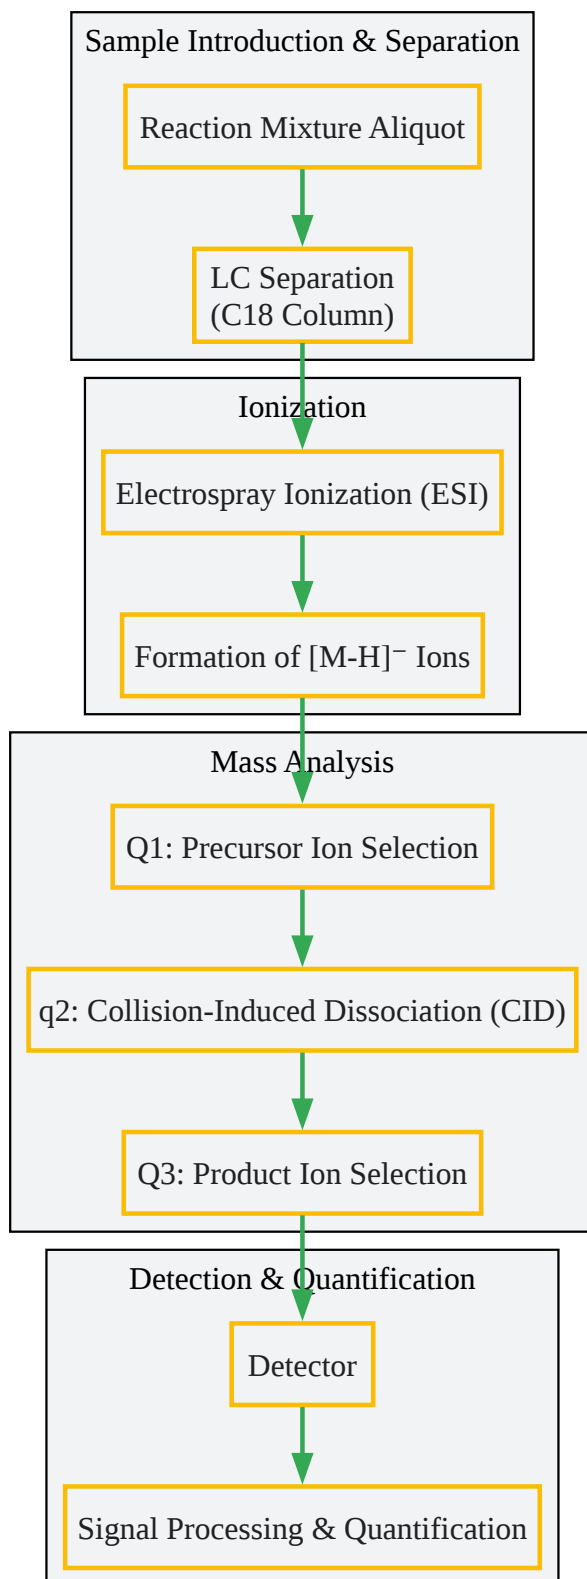 Sample Introduction & Separation
Reaction Mixture Aliquot
LC Separation
(C18 Column)
Ionization
Electrospray Ionization (ESI)
Formation of [M-H]⁻ Ions
Mass Analysis
Q1: Precursor Ion Selection
q2: Collision-Induced Dissociation (CID)
Q3: Product Ion Selection
Detection & Quantification
Detector
Signal Processing & Quantification